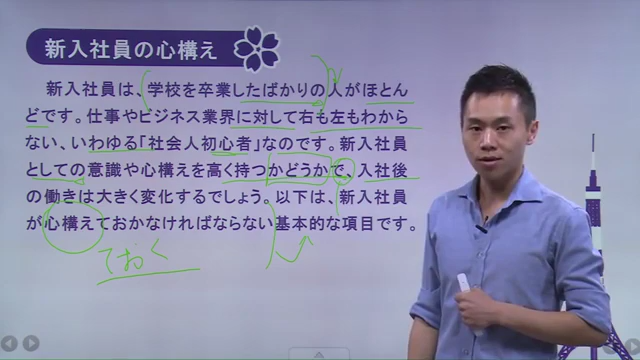 新入社員の心構え
新入社員は、学校を卒業したばかりの人がほとん
どです。仕事やビジネス業界に対して右も左もわから
ない、いわゆる「社会人初心者」なのです。新入社員
としての意識や心構えを高く持つかどうかで、入社後
の働きは大きく変化するでしょう。以下は、新入社員
が心構えておかなければならない基本的な項目です。
ておく